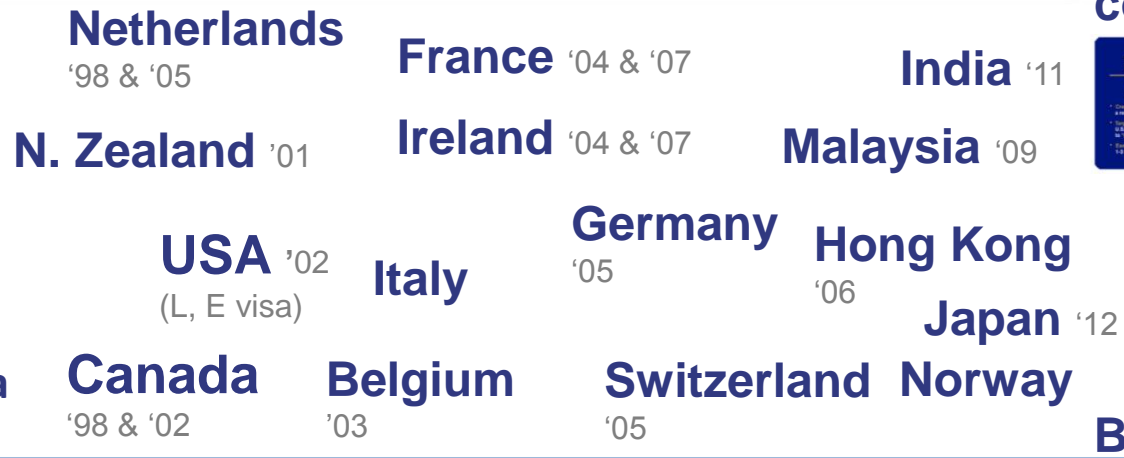 Netherlands
‘98 & ‘05
France ‘04 & ‘07
India ‘11
N. Zealand ’01
Ireland ‘04 & ‘07
Malaysia ‘09
Germany
‘05
Hong Kong
‘06
USA ’02
(L, E visa)
Italy
Japan ‘12
Canada
‘98 & ‘02
Belgium
’03
Switzerland
‘05
Norway